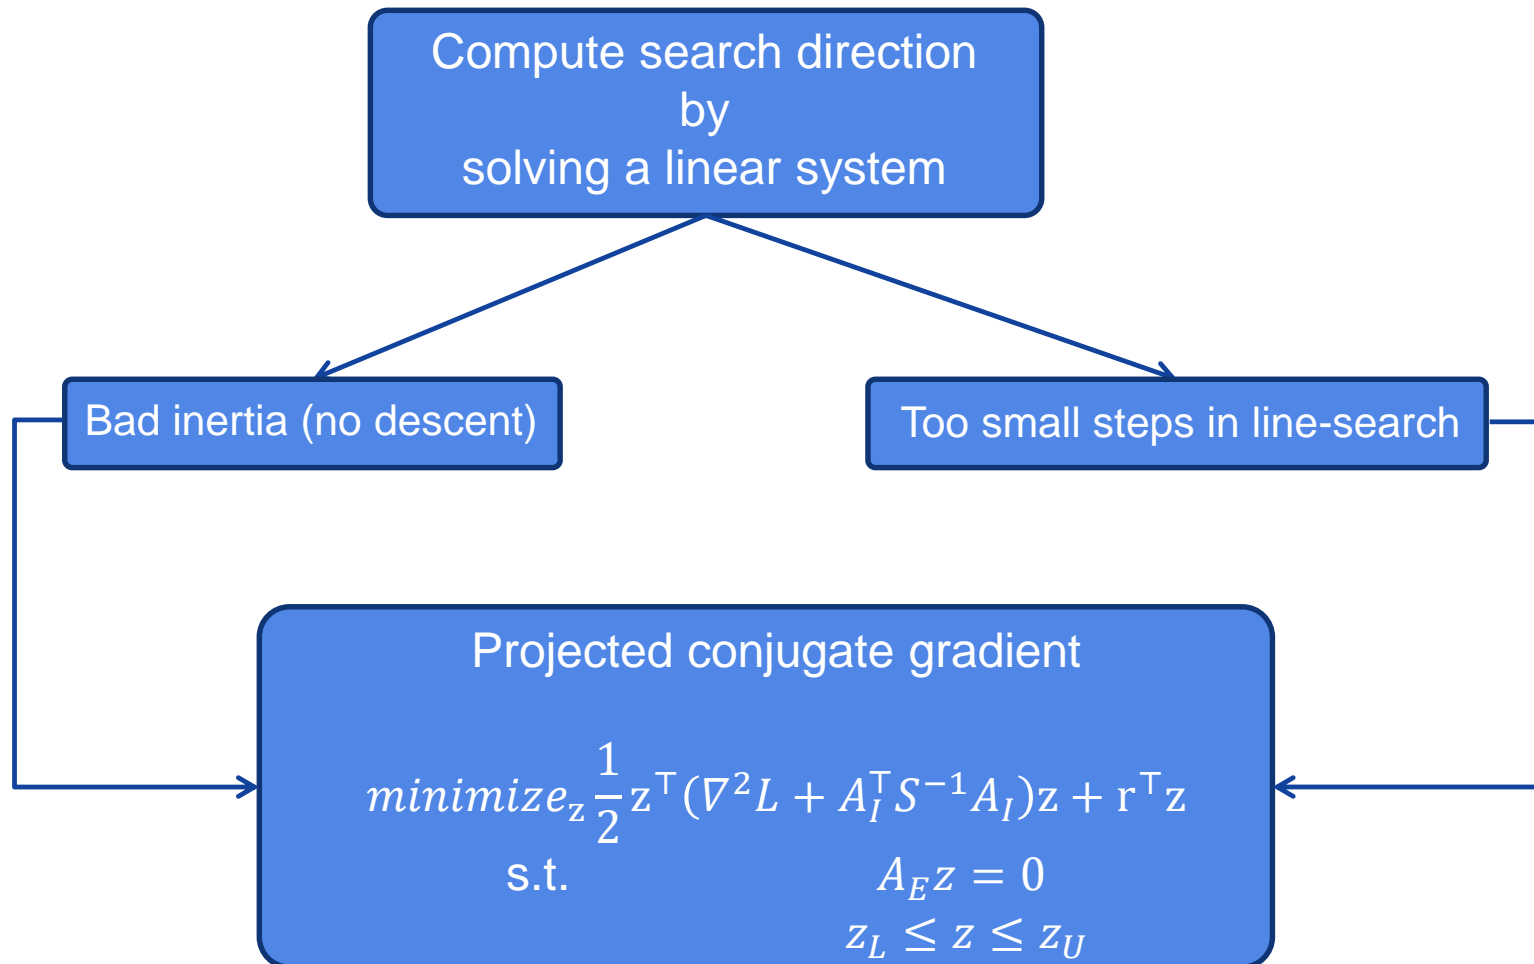 Compute search direction
by
solving a linear system
Bad inertia (no descent)
Too small steps in line-search
Projected conjugate gradient
minimize_z \frac{1}{2} z^⊤(∇²L + A_I^⊤ S^{-1} A_I)z + r^⊤z
s.t. A_E z = 0
z_L ≤ z ≤ z_U